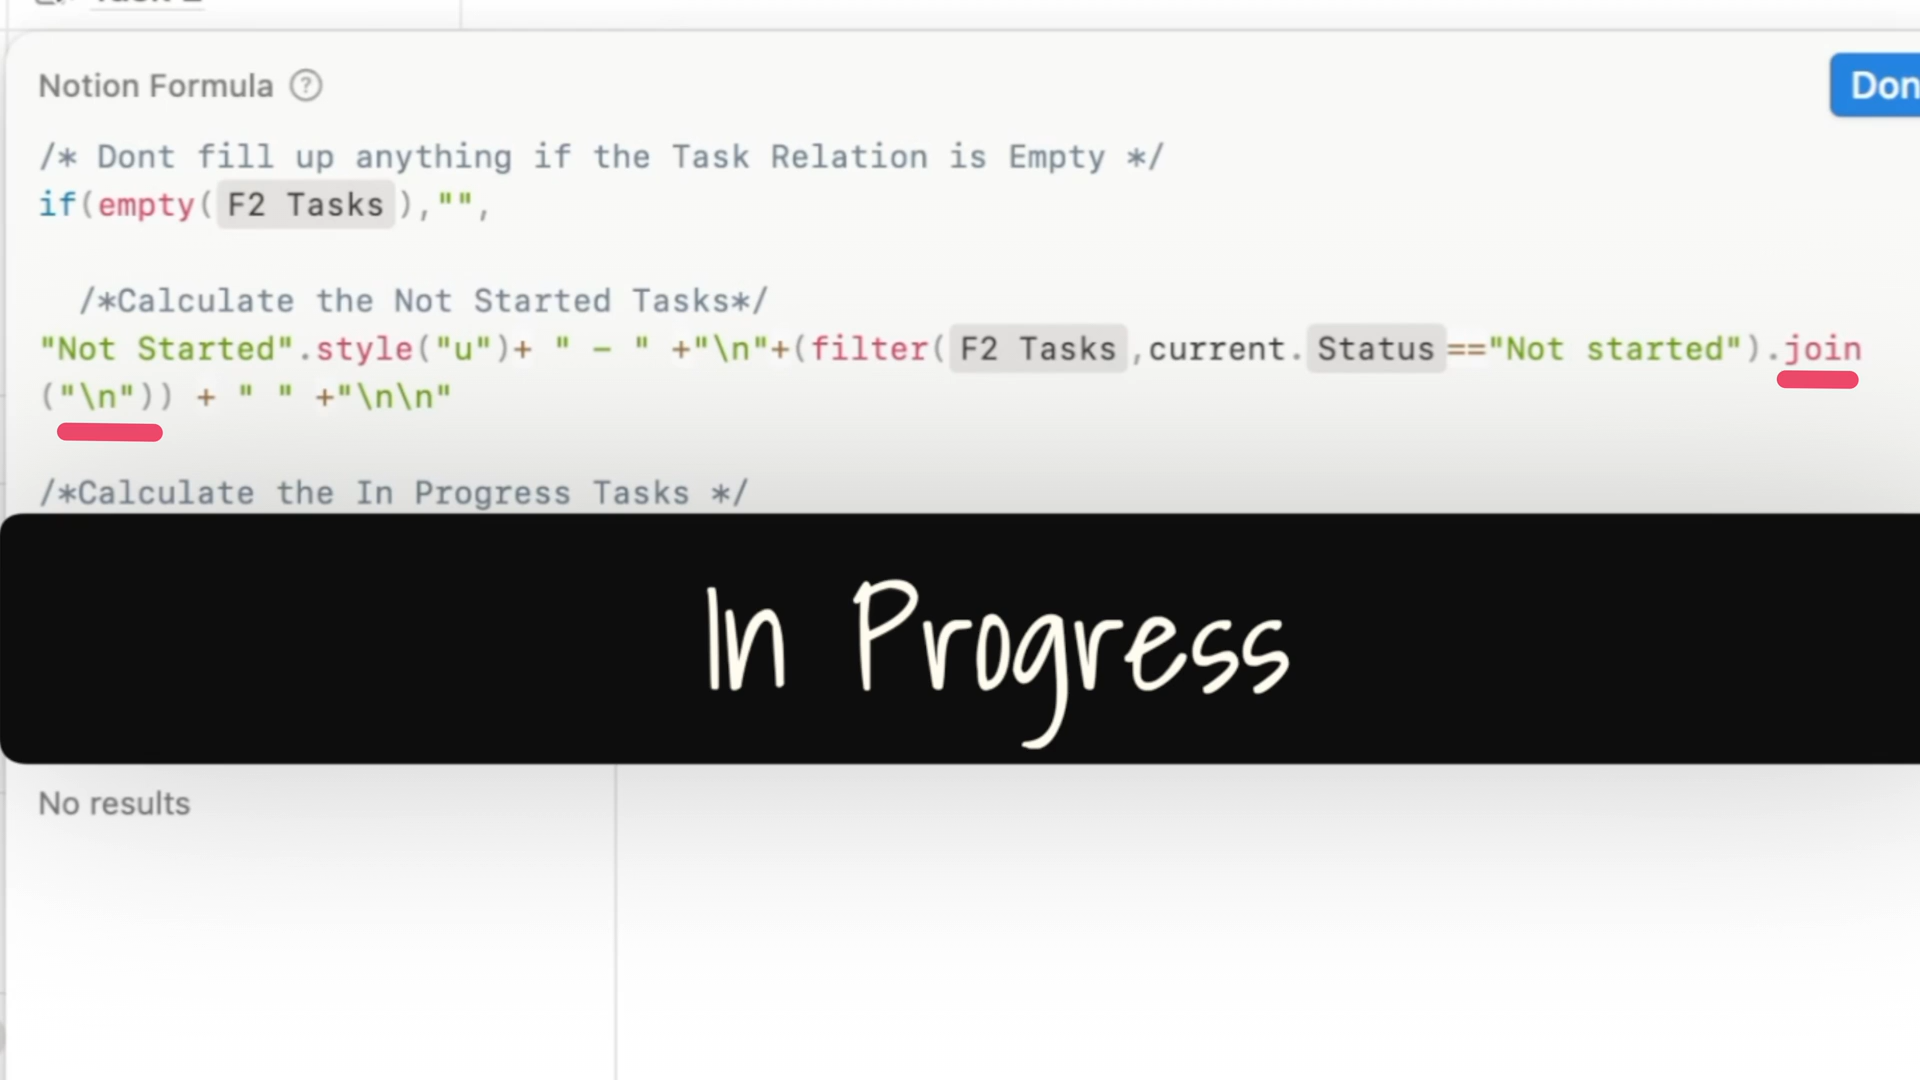 Notion Formula ?
Don
/* Dont fill up anything if the Task Relation is Empty */
if(empty( F2 Tasks ),"",
/*Calculate the Not Started Tasks*/
"Not Started".style("u")+ " – " +"\n"+(filter( F2 Tasks ,current. Status =="Not started").join
("\n")) + " " +"\n\n"
/*Calculate the In Progress Tasks */
In Progress
No results